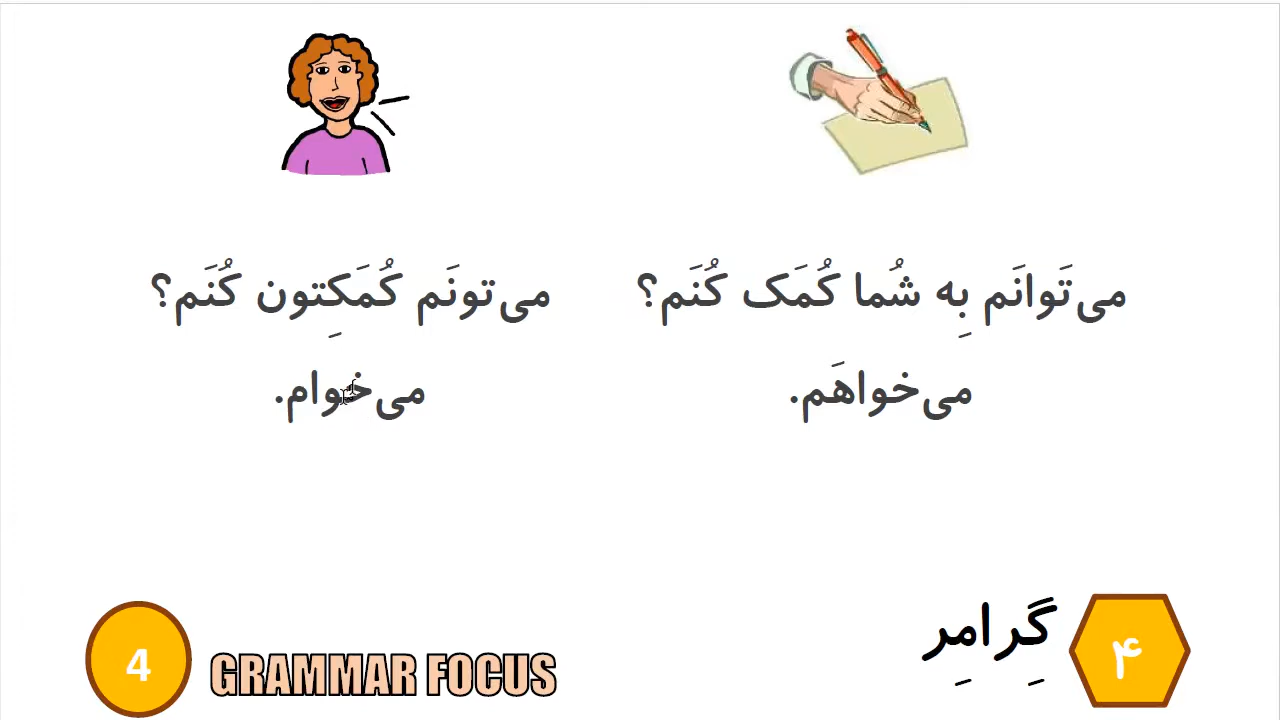 می‌تَوانَم بِه شُما کُمَک کُنَم؟
می‌تونَم کُمَکِتون کُنَم؟
می‌خواهَم.
می‌خوام.
گِرامِر
۴
4
GRAMMAR FOCUS